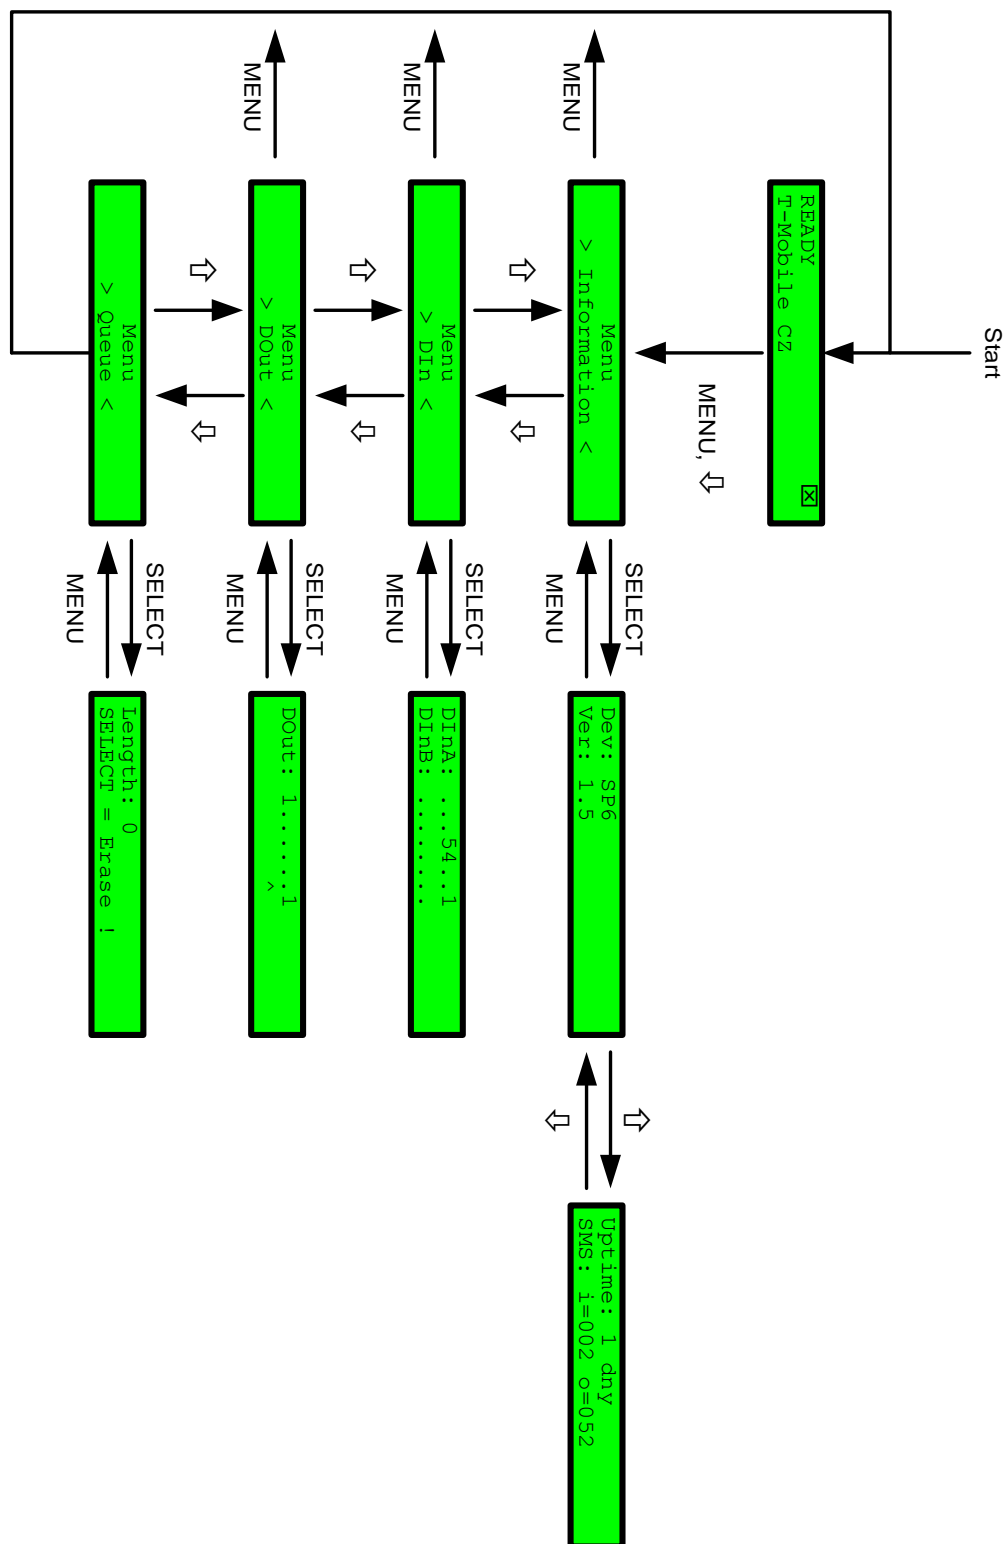 Start
READY ☒
T-Mobile CZ
MENU, ⇩
MENU
Menu
> Information <
SELECT
MENU
Dev: SP6
Ver: 1.5
⇧
⇩
Uptime: 1 dny
SMS: i=002 o=052
⇧
⇩
MENU
Menu
> DIn <
SELECT
MENU
DInA: ...54..1
DInB: ........
⇧
⇩
MENU
Menu
> DOut <
SELECT
MENU
DOut: 1......1
^
⇧
⇩
Menu
> Queue <
SELECT
MENU
Length: 0
SELECT = Erase !